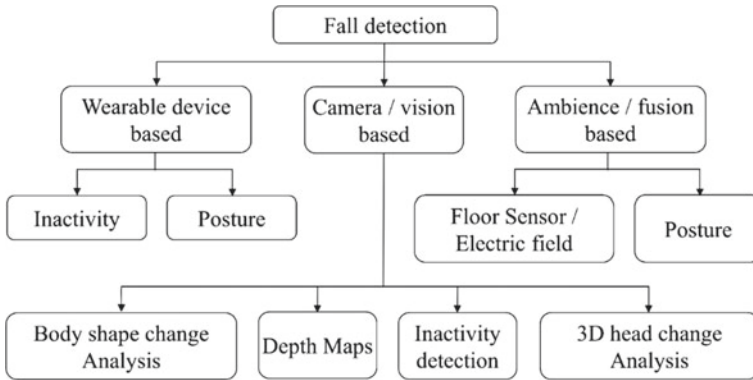 Fall detection
Wearable device
based
Camera / vision
based
Ambience / fusion
based
Inactivity
Posture
Floor Sensor /
Electric field
Posture
Body shape change
Analysis
Depth Maps
Inactivity
detection
3D head change
Analysis